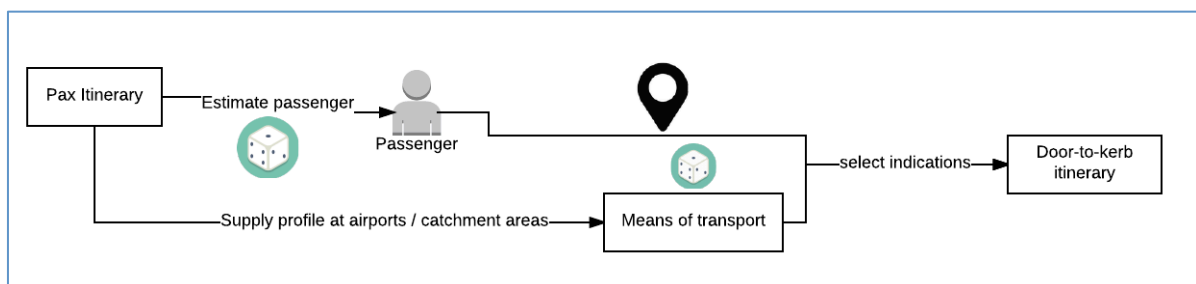 Pax Itinerary
Estimate passenger
Passenger
Supply profile at airports / catchment areas
Means of transport
select indications
Door-to-kerb
itinerary